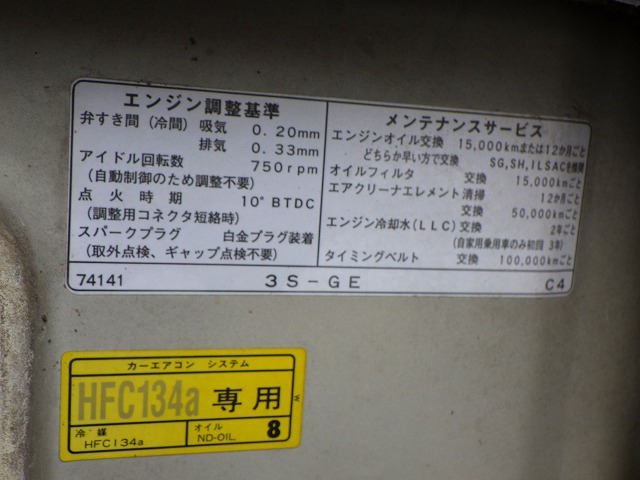 エンジン調整基準
弁すき間(冷間) 吸気 0.20mm
排気 0.33mm
アイドル回転数 750rpm
(自動制御のため調整不要)
点火時期 10°BTDC
(調整用コネクタ短絡時)
スパークプラグ 白金プラグ装着
(取外点検、ギャップ点検不要)
メンテナンスサービス
エンジンオイル交換 15,000kmまたは12か月ごと
どちらか早い方で交換 SG,SH,ILSACを推奨
オイルフィルタ 交換 15,000kmごと
エアクリーナエレメント 清掃 12か月ごと
交換 50,000kmごと
エンジン冷却水(LLC) 交換 2年ごと
(自家用乗用車のみ初回 3年)
タイミングベルト 交換 100,000kmごと
74141 3S-GE C4
カーエアコン システム
HFC134a 専用
冷媒 オイル
HFC134a ND-OIL 8